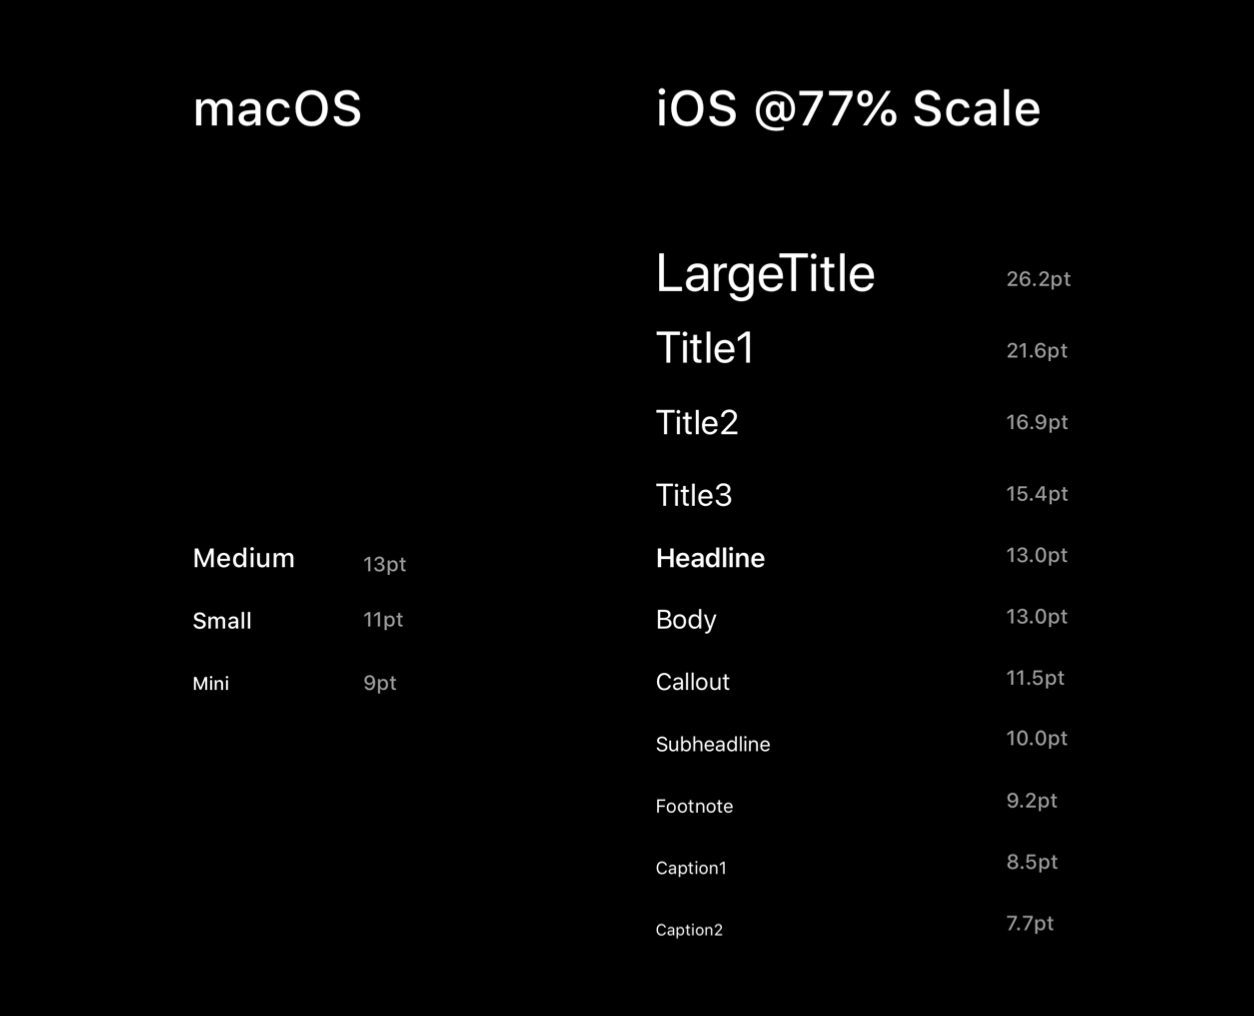 macOS
iOS @77% Scale
LargeTitle 26.2pt
Title1 21.6pt
Title2 16.9pt
Title3 15.4pt
Medium 13pt
Headline 13.0pt
Small 11pt
Body 13.0pt
Mini 9pt
Callout 11.5pt
Subheadline 10.0pt
Footnote 9.2pt
Caption1 8.5pt
Caption2 7.7pt